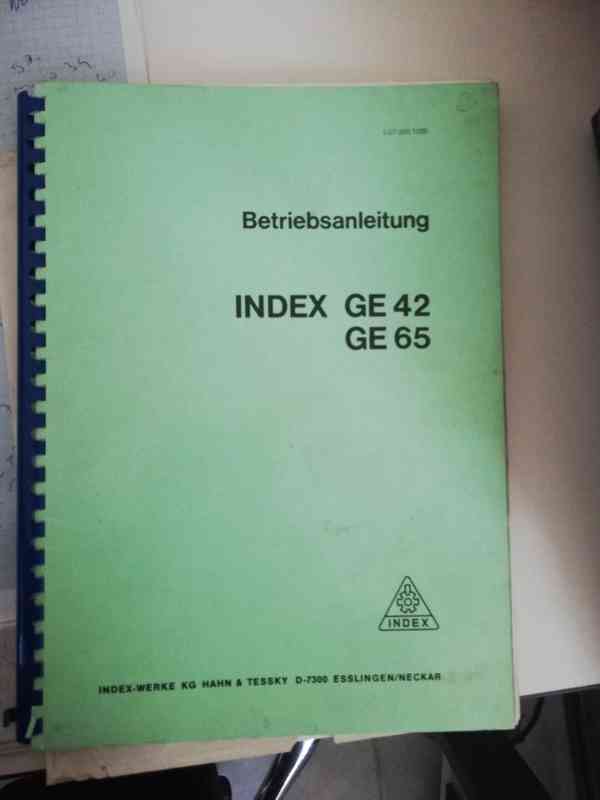 Betriebsanleitung
INDEX GE 42
GE 65
INDEX
INDEX-WERKE KG HAHN & TESSKY D-7300 ESSLINGEN/NECKAR